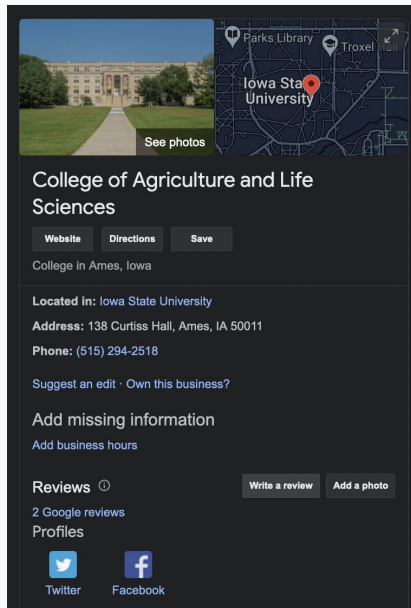 Parks Library
Troxel Hall
Iowa State
University
See photos
College of Agriculture and Life
Sciences
Website Directions Save
College in Ames, Iowa
Located in: Iowa State University
Address: 138 Curtiss Hall, Ames, IA 50011
Phone: (515) 294-2518
Suggest an edit · Own this business?
Add missing information
Add business hours
Reviews
Write a review Add a photo
2 Google reviews
Profiles
Twitter Facebook